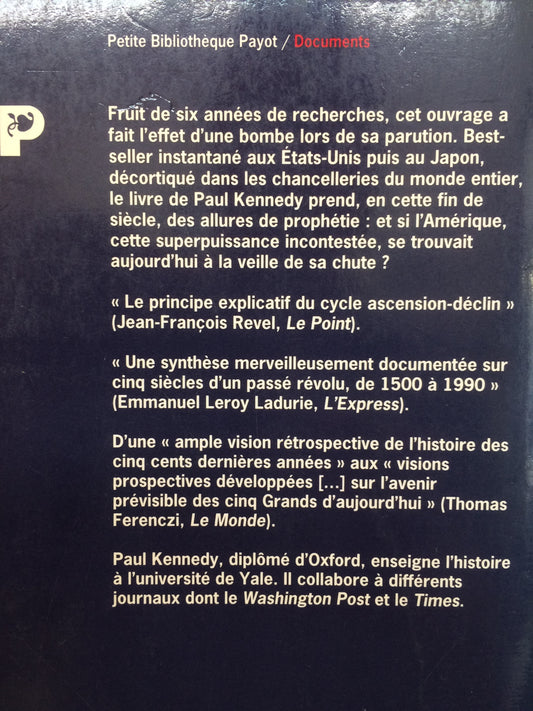 Petite Bibliothèque Payot / Documents
P
Fruit de six années de recherches, cet ouvrage a
fait l'effet d'une bombe lors de sa parution. Best-
seller instantané aux États-Unis puis au Japon,
décortiqué dans les chancelleries du monde entier,
le livre de Paul Kennedy prend, en cette fin de
siècle, des allures de prophétie : et si l'Amérique,
cette superpuissance incontestée, se trouvait
aujourd'hui à la veille de sa chute ?
« Le principe explicatif du cycle ascension-déclin »
(Jean-François Revel, Le Point).
« Une synthèse merveilleusement documentée sur
cinq siècles d'un passé révolu, de 1500 à 1990 »
(Emmanuel Leroy Ladurie, L'Express).
D'une « ample vision rétrospective de l'histoire des
cinq cents dernières années » aux « visions
prospectives développées [...] sur l'avenir
prévisible des cinq Grands d'aujourd'hui » (Thomas
Ferenczi, Le Monde).
Paul Kennedy, diplômé d'Oxford, enseigne l'histoire
à l'université de Yale. Il collabore à différents
journaux dont le Washington Post et le Times.